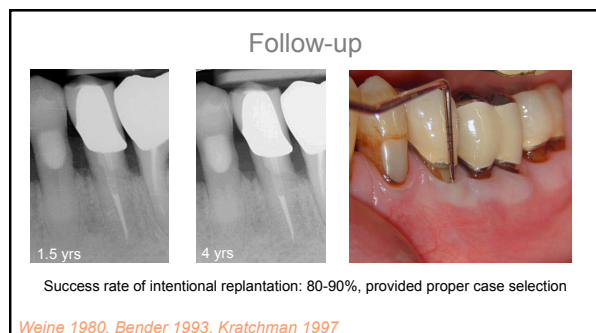 Follow-up
1.5 yrs
4 yrs
Success rate of intentional replantation: 80-90%, provided proper case selection
Weine 1980, Bender 1993, Kratchman 1997